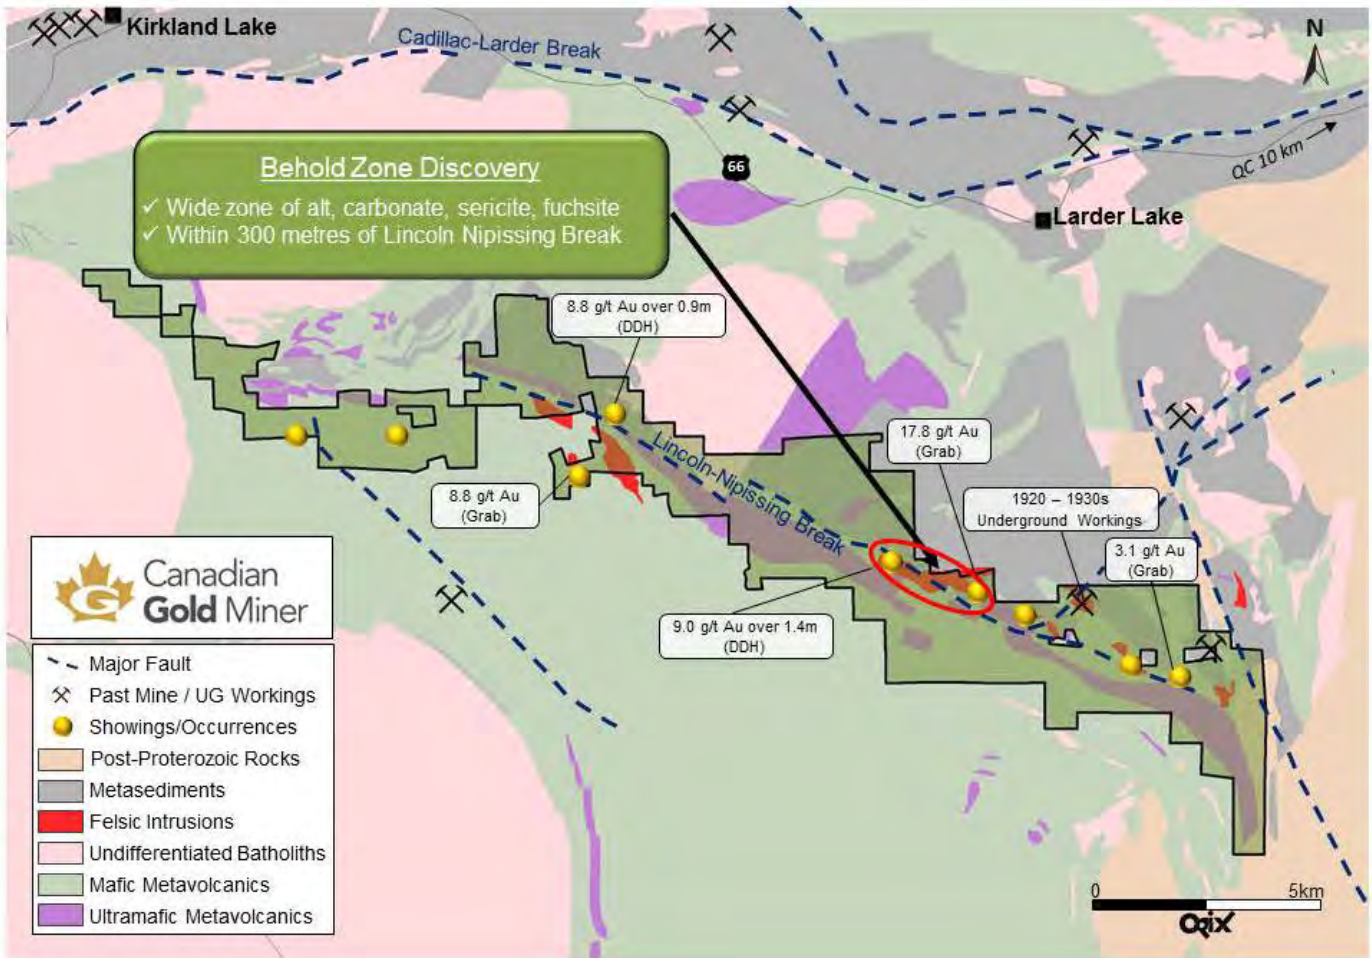 Kirkland Lake
Cadillac-Larder Break
N
QC 10 km
66
Larder Lake
Behold Zone Discovery
✓ Wide zone of alt, carbonate, sericite, fuchsite
✓ Within 300 metres of Lincoln Nipissing Break
8.8 g/t Au over 0.9m
(DDH)
17.8 g/t Au
(Grab)
Lincoln-Nipissing Break
8.8 g/t Au
(Grab)
1920 – 1930s
Underground Workings
3.1 g/t Au
(Grab)
9.0 g/t Au over 1.4m
(DDH)
Canadian
Gold Miner
Major Fault
Past Mine / UG Workings
Showings/Occurrences
Post-Proterozoic Rocks
Metasediments
Felsic Intrusions
Undifferentiated Batholiths
Mafic Metavolcanics
Ultramafic Metavolcanics
0 5km
Ogix